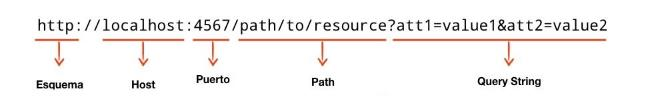 http://localhost:4567/path/to/resource?att1=value1&att2=value2
Esquema Host Puerto Path Query String